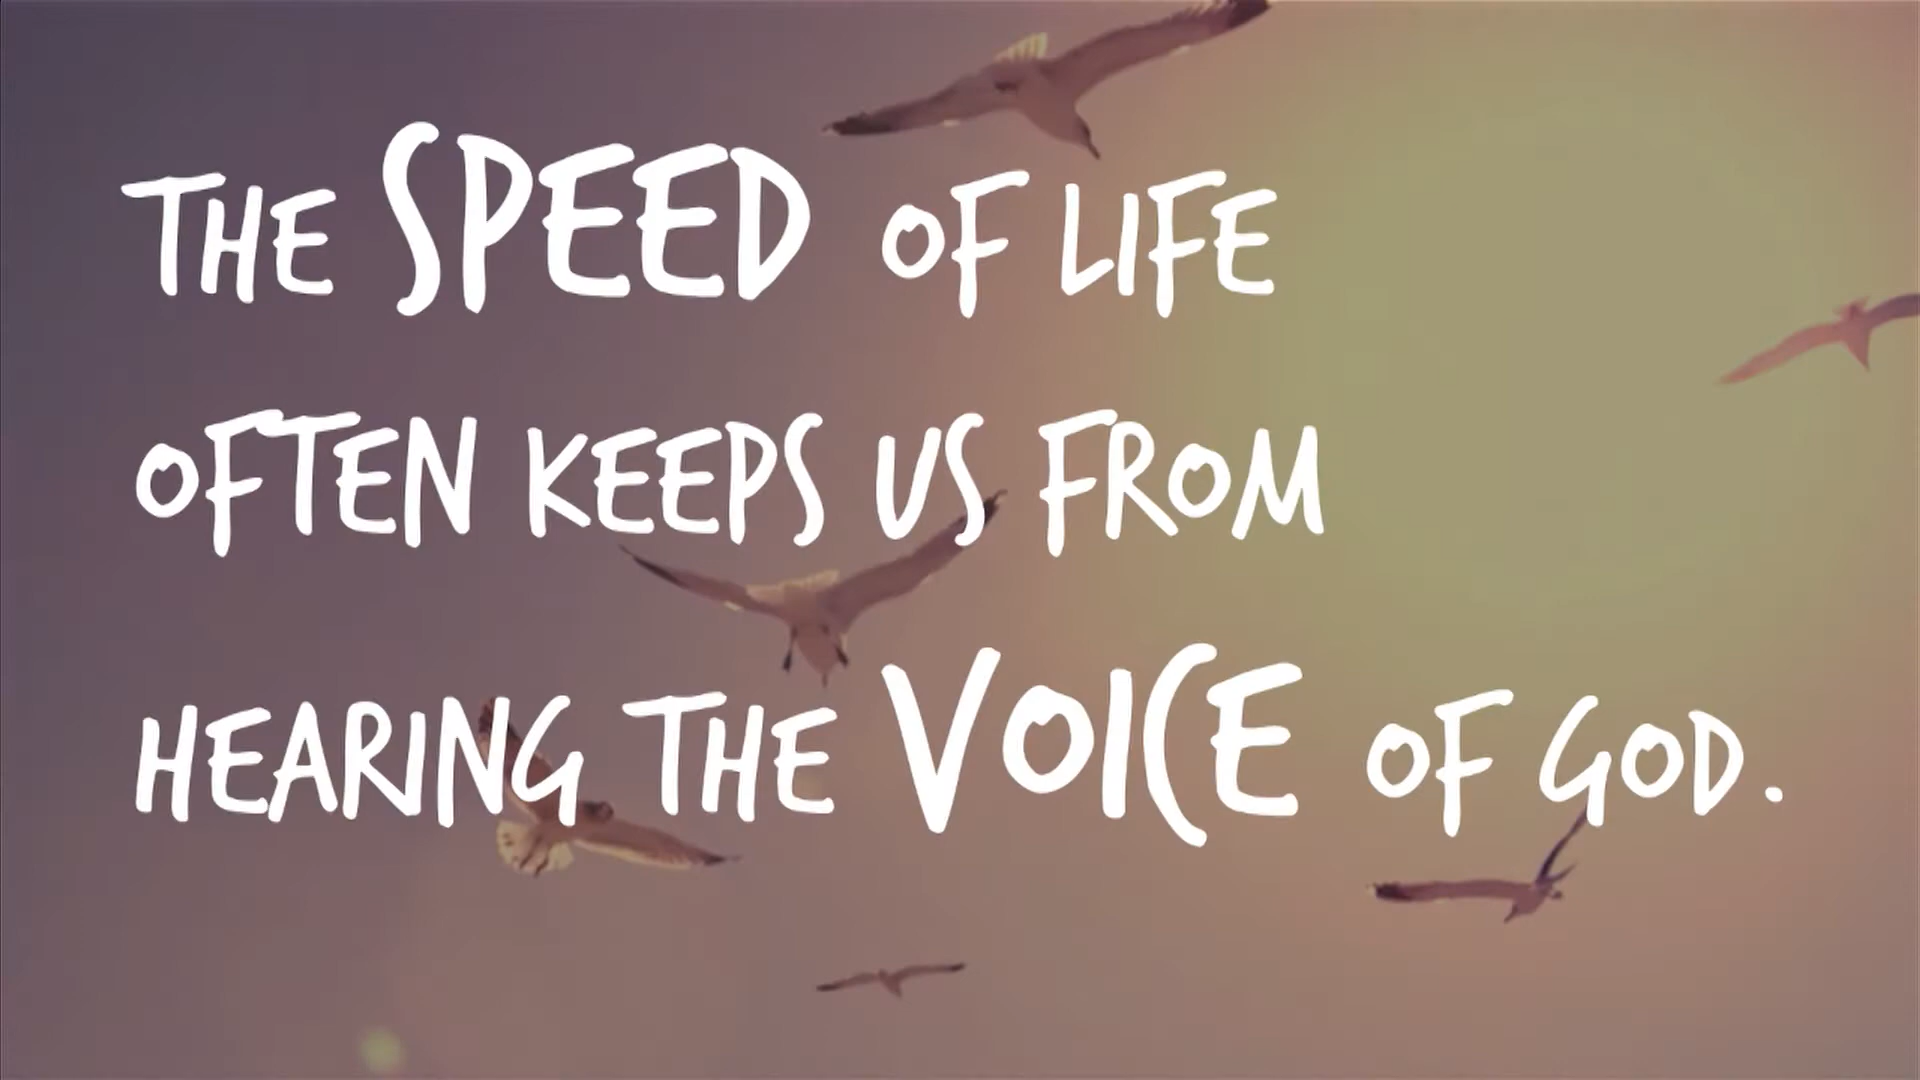 THE SPEED OF LIFE
OFTEN KEEPS US FROM
HEARING THE VOICE OF GOD.